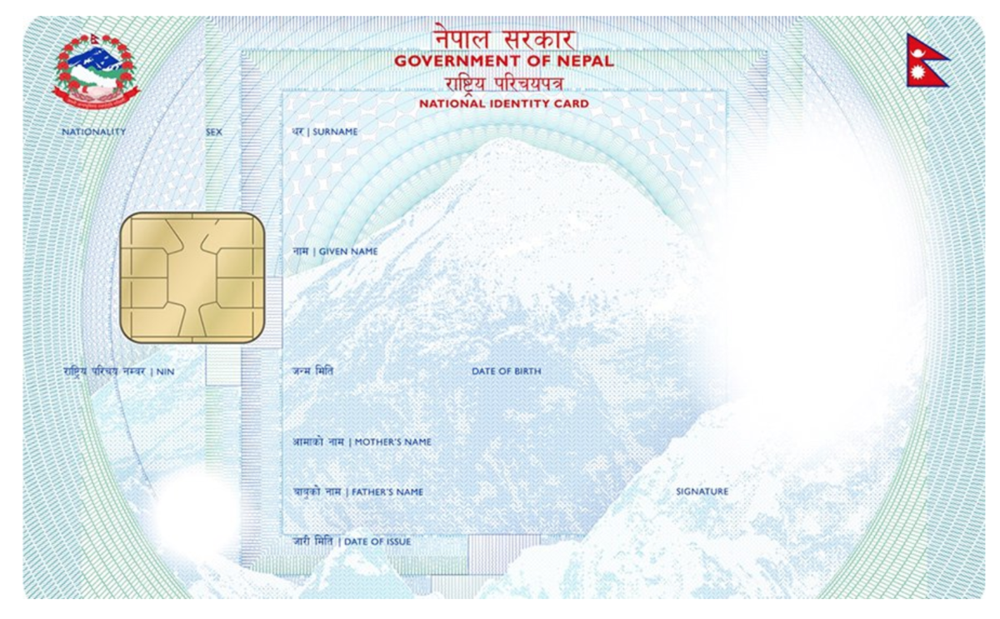 नेपाल सरकार
GOVERNMENT OF NEPAL
राष्ट्रिय परिचयपत्र
NATIONAL IDENTITY CARD
NATIONALITY
SEX
थर | SURNAME
नाम | GIVEN NAME
राष्ट्रिय परिचय नम्बर | NIN
जन्म मिति
DATE OF BIRTH
आमाको नाम | MOTHER'S NAME
बाबुको नाम | FATHER'S NAME
SIGNATURE
जारी मिति | DATE OF ISSUE